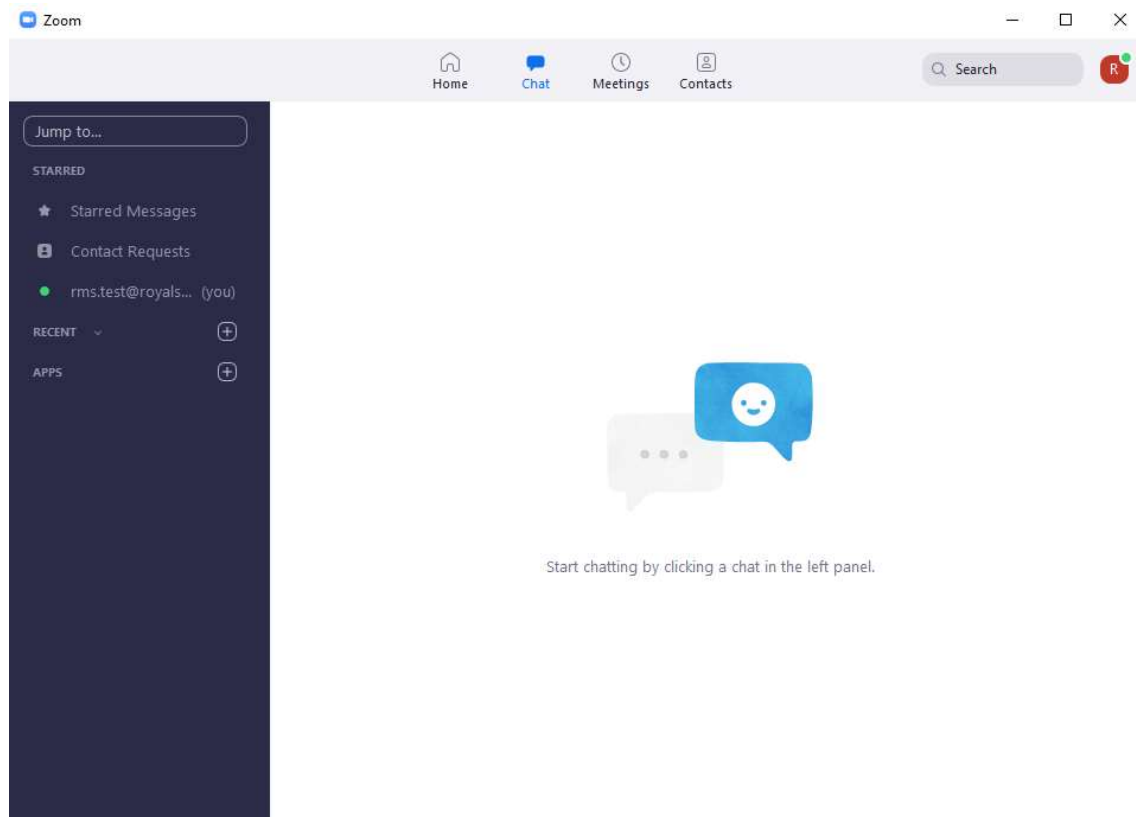 Zoom
Home Chat Meetings Contacts
Search
R
Jump to...
STARRED
Starred Messages
Contact Requests
rms.test@royals... (you)
RECENT
APPS
Start chatting by clicking a chat in the left panel.